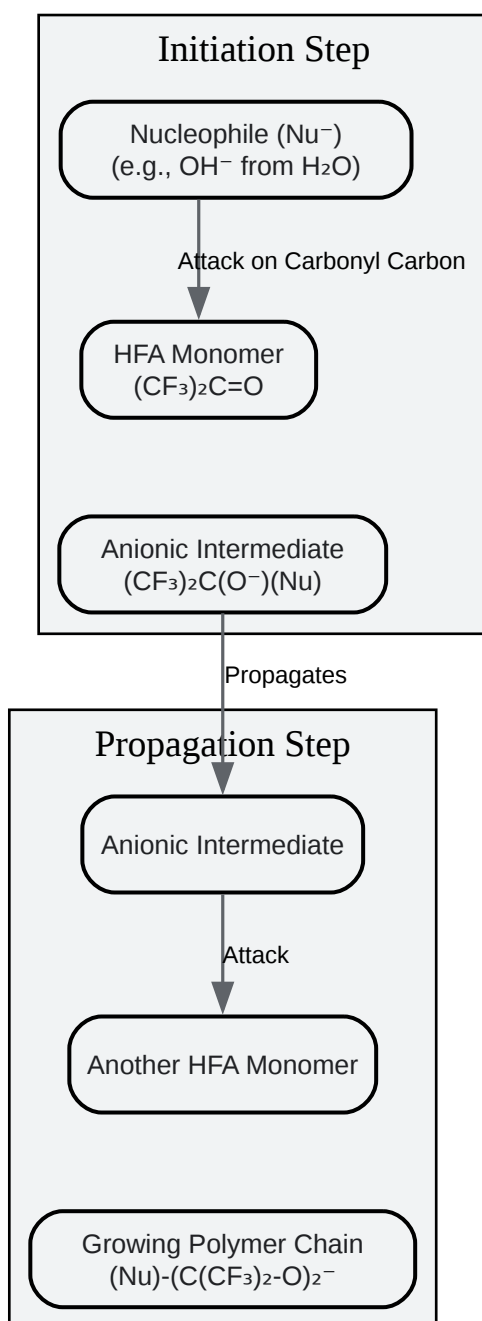 Initiation Step
Nucleophile (Nu⁻)
(e.g., OH⁻ from H₂O)
Attack on Carbonyl Carbon
HFA Monomer
(CF₃)₂C=O
Anionic Intermediate
(CF₃)₂C(O⁻)(Nu)
Propagates
Propagation Step
Anionic Intermediate
Attack
Another HFA Monomer
Growing Polymer Chain
(Nu)-(C(CF₃)₂-O)₂⁻